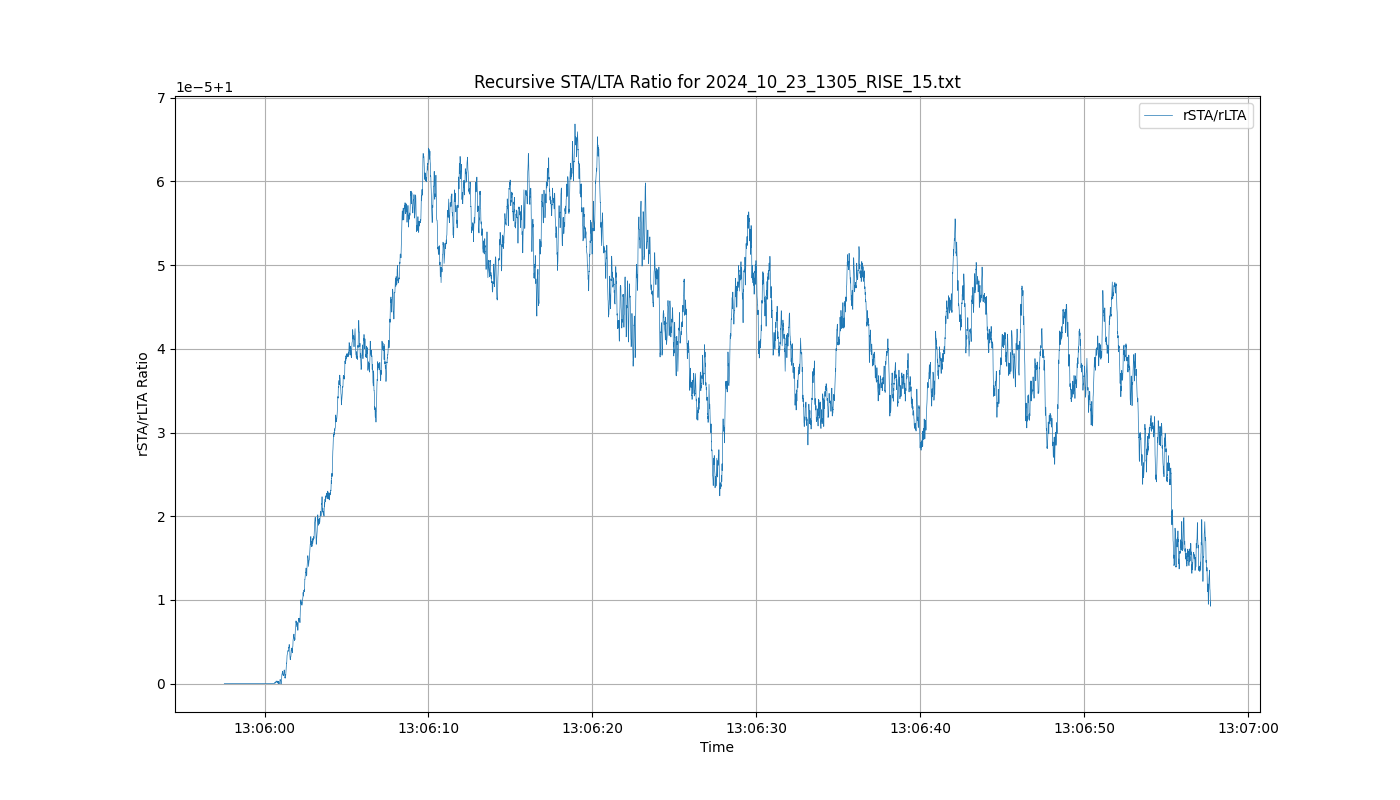 Recursive STA/LTA Ratio for 2024_10_23_1305_RISE_15.txt
1e−5+1
rSTA/rLTA
7
6
5
4
3
2
1
0
rSTA/rLTA Ratio
13:06:00 13:06:10 13:06:20 13:06:30 13:06:40 13:06:50 13:07:00
Time